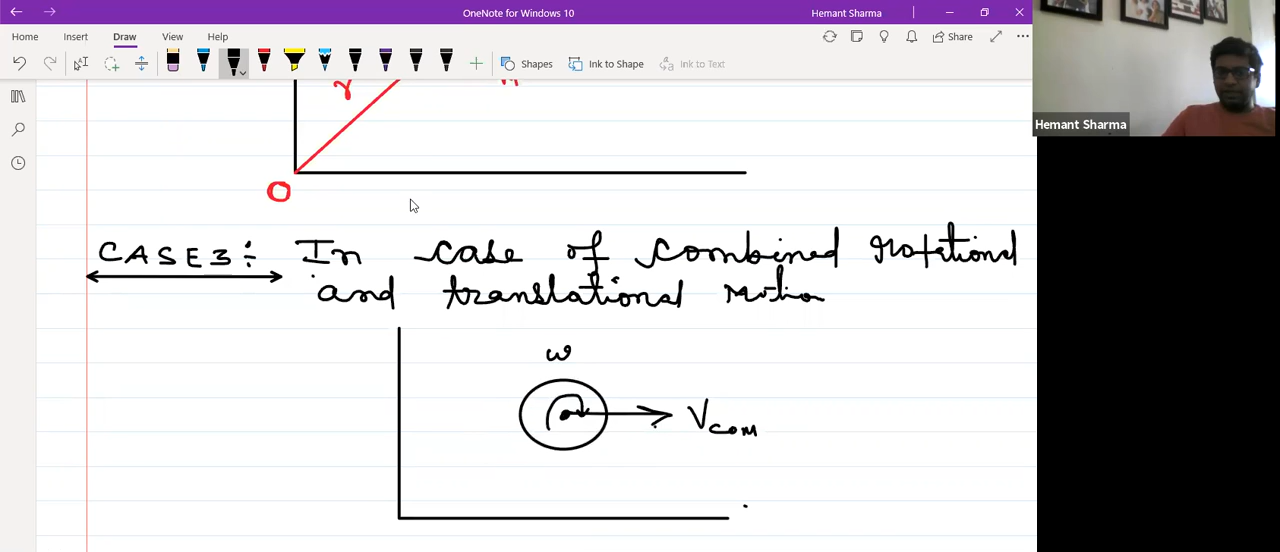 OneNote for Windows 10
Hemant Sharma
Home Insert Draw View Help
Share
Shapes
Ink to Shape
Ink to Text
Hemant Sharma
r
O
CASE 3 ÷ In case of combined rotational
and translational motion
ω
VCOM